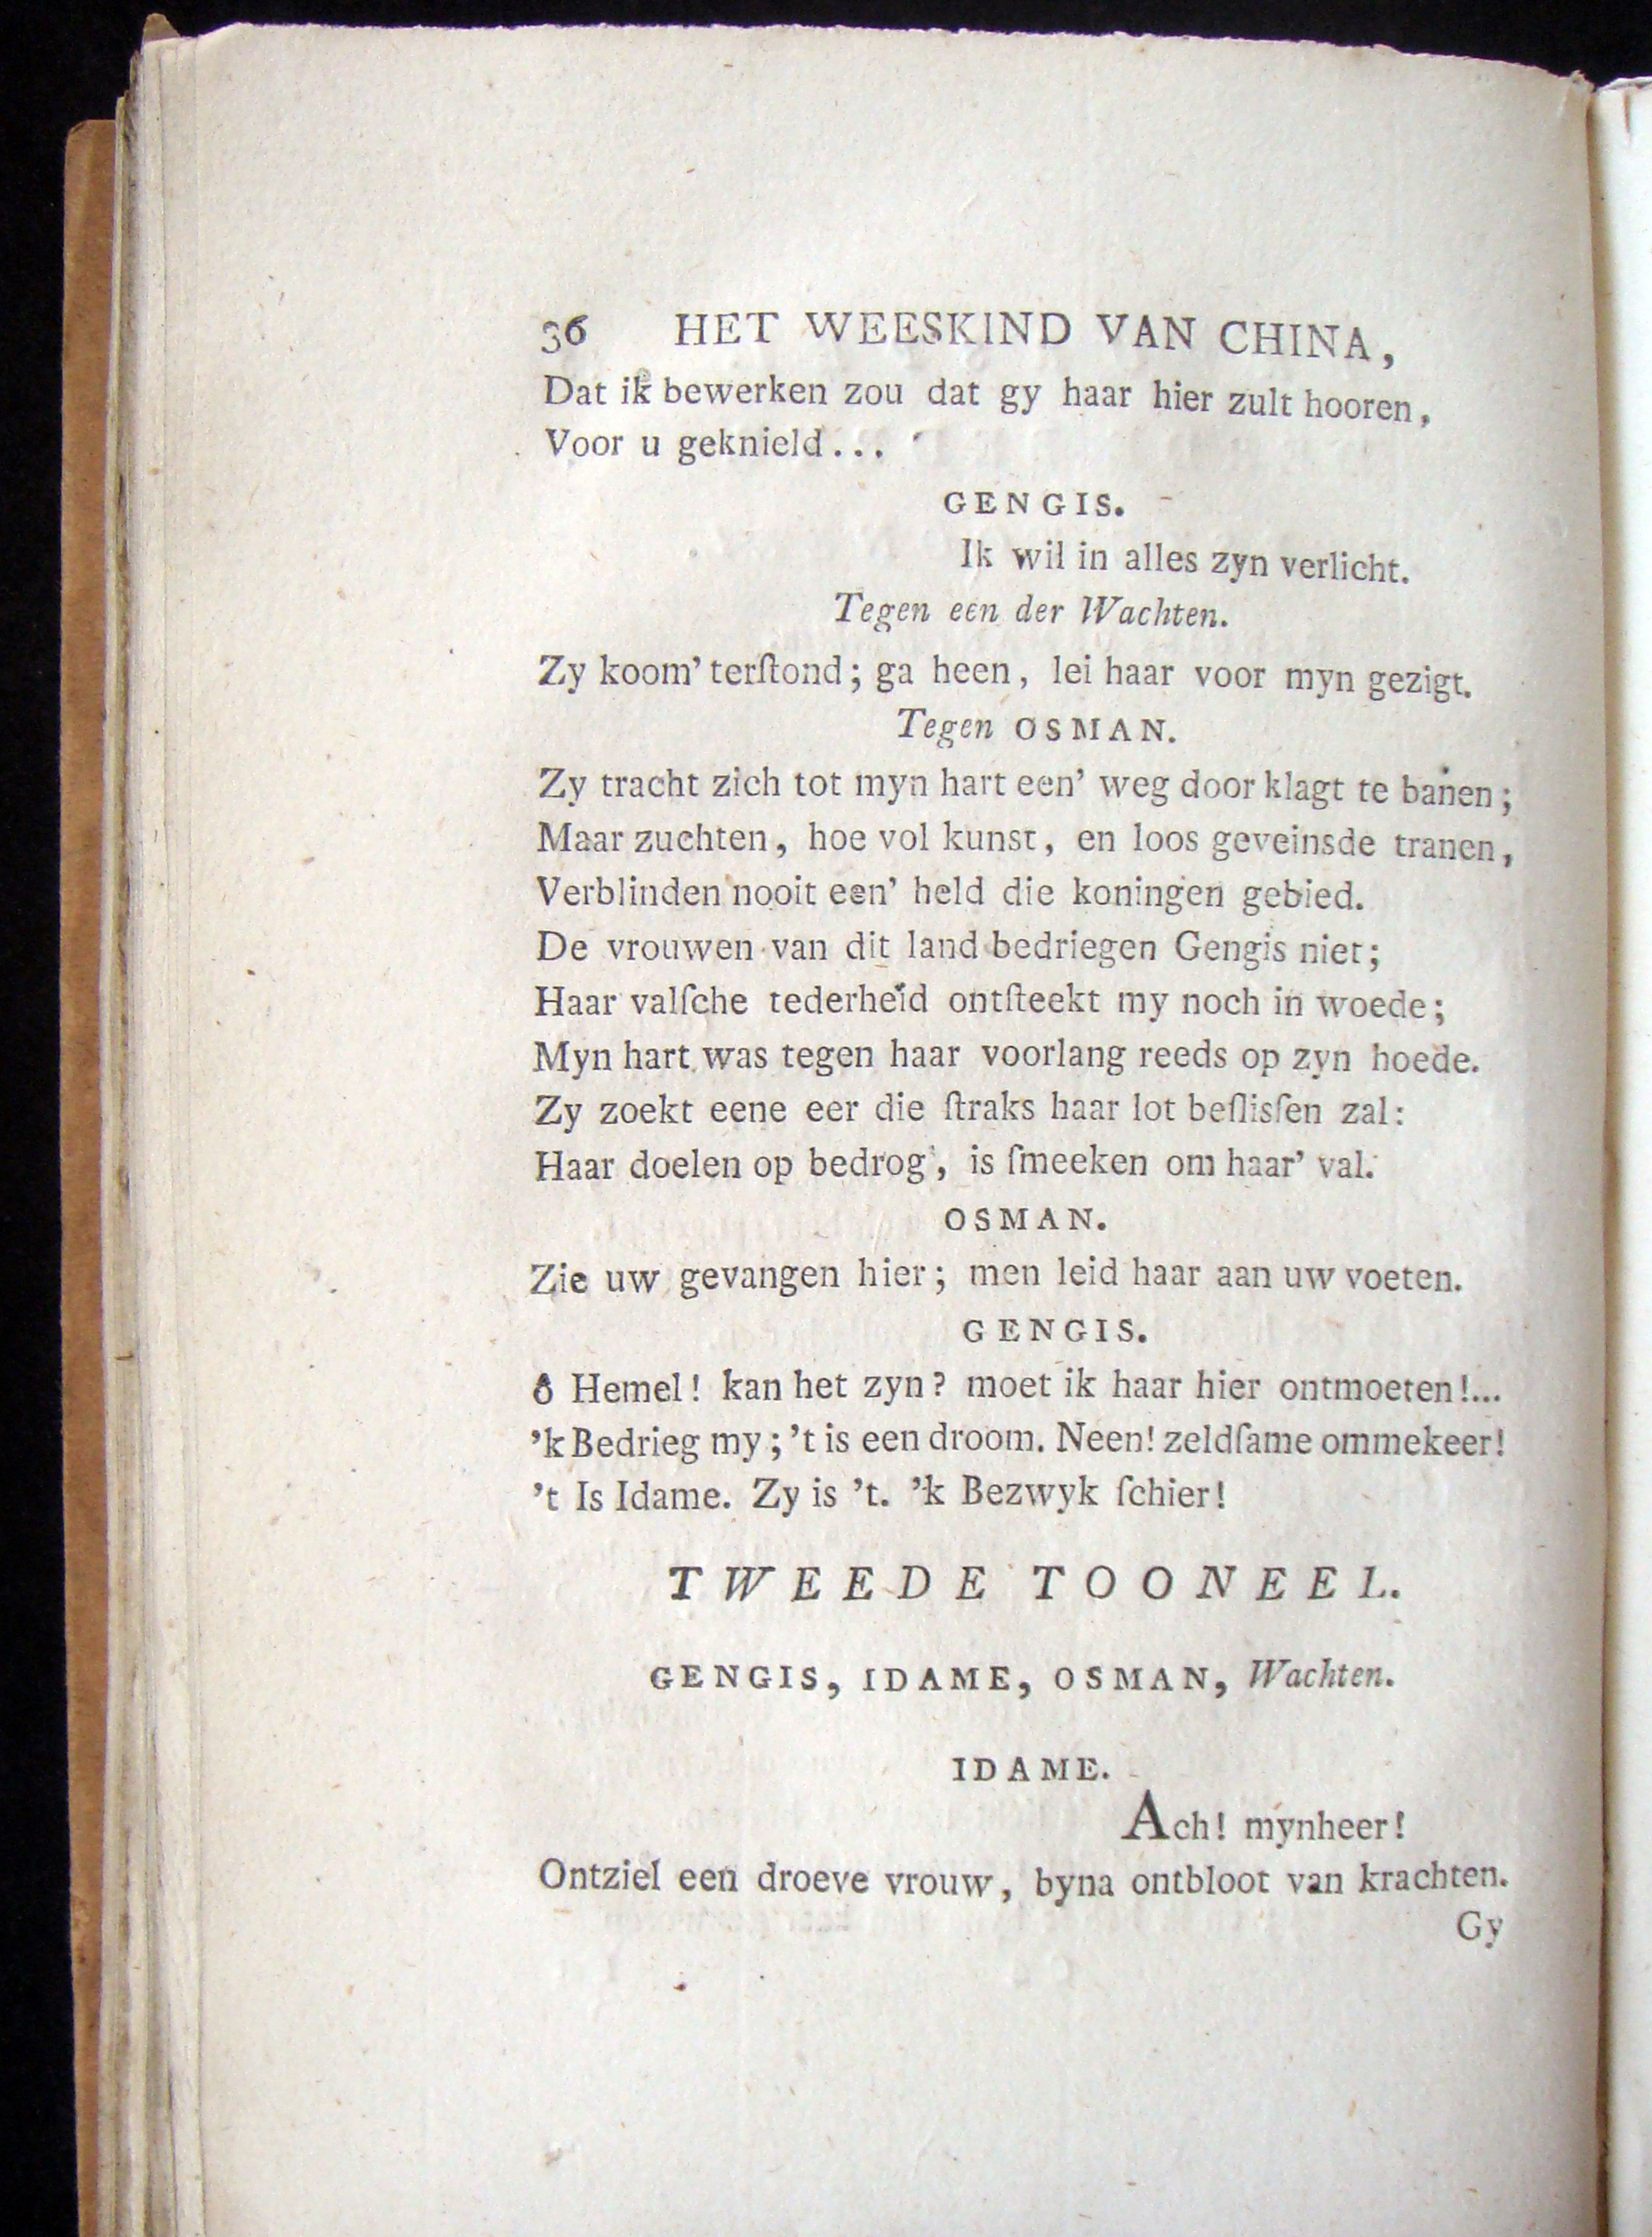 36 HET WEESKIND VAN CHINA,
Dat ik bewerken zou dat gy haar hier zult hooren,
Voor u geknield...
GENGIS.
Ik wil in alles zyn verlicht.
Tegen een der Wachten.
Zy koom' terſtond; ga heen, lei haar voor myn gezigt.
Tegen OSMAN.
Zy tracht zich tot myn hart een' weg door klagt te banen;
Maar zuchten, hoe vol kunst, en loos geveinsde tranen,
Verblinden nooit een' held die koningen gebied.
De vrouwen van dit land bedriegen Gengis niet;
Haar valſche tederheid ontſteekt my noch in woede;
Myn hart was tegen haar voorlang reeds op zyn hoede.
Zy zoekt eene eer die ſtraks haar lot beſlisſen zal:
Haar doelen op bedrog, is ſmeeken om haar' val.
OSMAN.
Zie uw gevangen hier; men leid haar aan uw voeten.
GENGIS.
ô Hemel! kan het zyn? moet ik haar hier ontmoeten!...
'k Bedrieg my; 't is een droom. Neen! zeldſame ommekeer!
't Is Idame. Zy is 't. 'k Bezwyk ſchier!
TWEEDE TOONEEL.
GENGIS, IDAME, OSMAN, Wachten.
IDAME.
Ach! mynheer!
Ontziel een droeve vrouw, byna ontbloot van krachten.
Gy